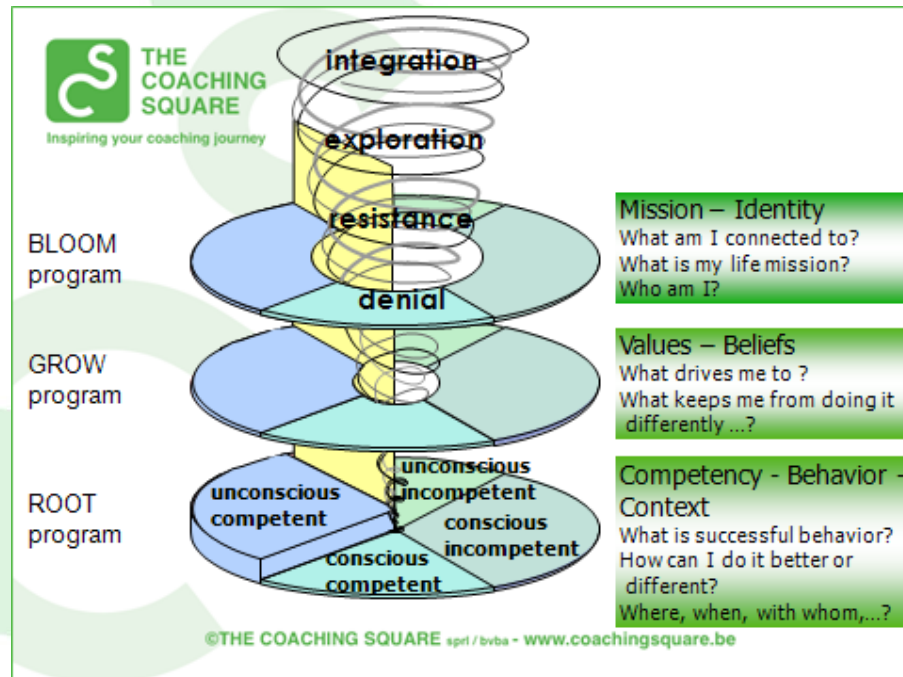 THE
COACHING
SQUARE
Inspiring your coaching journey
integration
exploration
resistance
denial
BLOOM
program
Mission – Identity
What am I connected to?
What is my life mission?
Who am I?
GROW
program
Values – Beliefs
What drives me to ?
What keeps me from doing it
differently ...?
ROOT
program
unconscious
competent
unconscious
incompetent
conscious
incompetent
conscious
competent
Competency - Behavior -
Context
What is successful behavior?
How can I do it better or
different?
Where, when, with whom,...?
©THE COACHING SQUARE sprl / bvba - www.coachingsquare.be